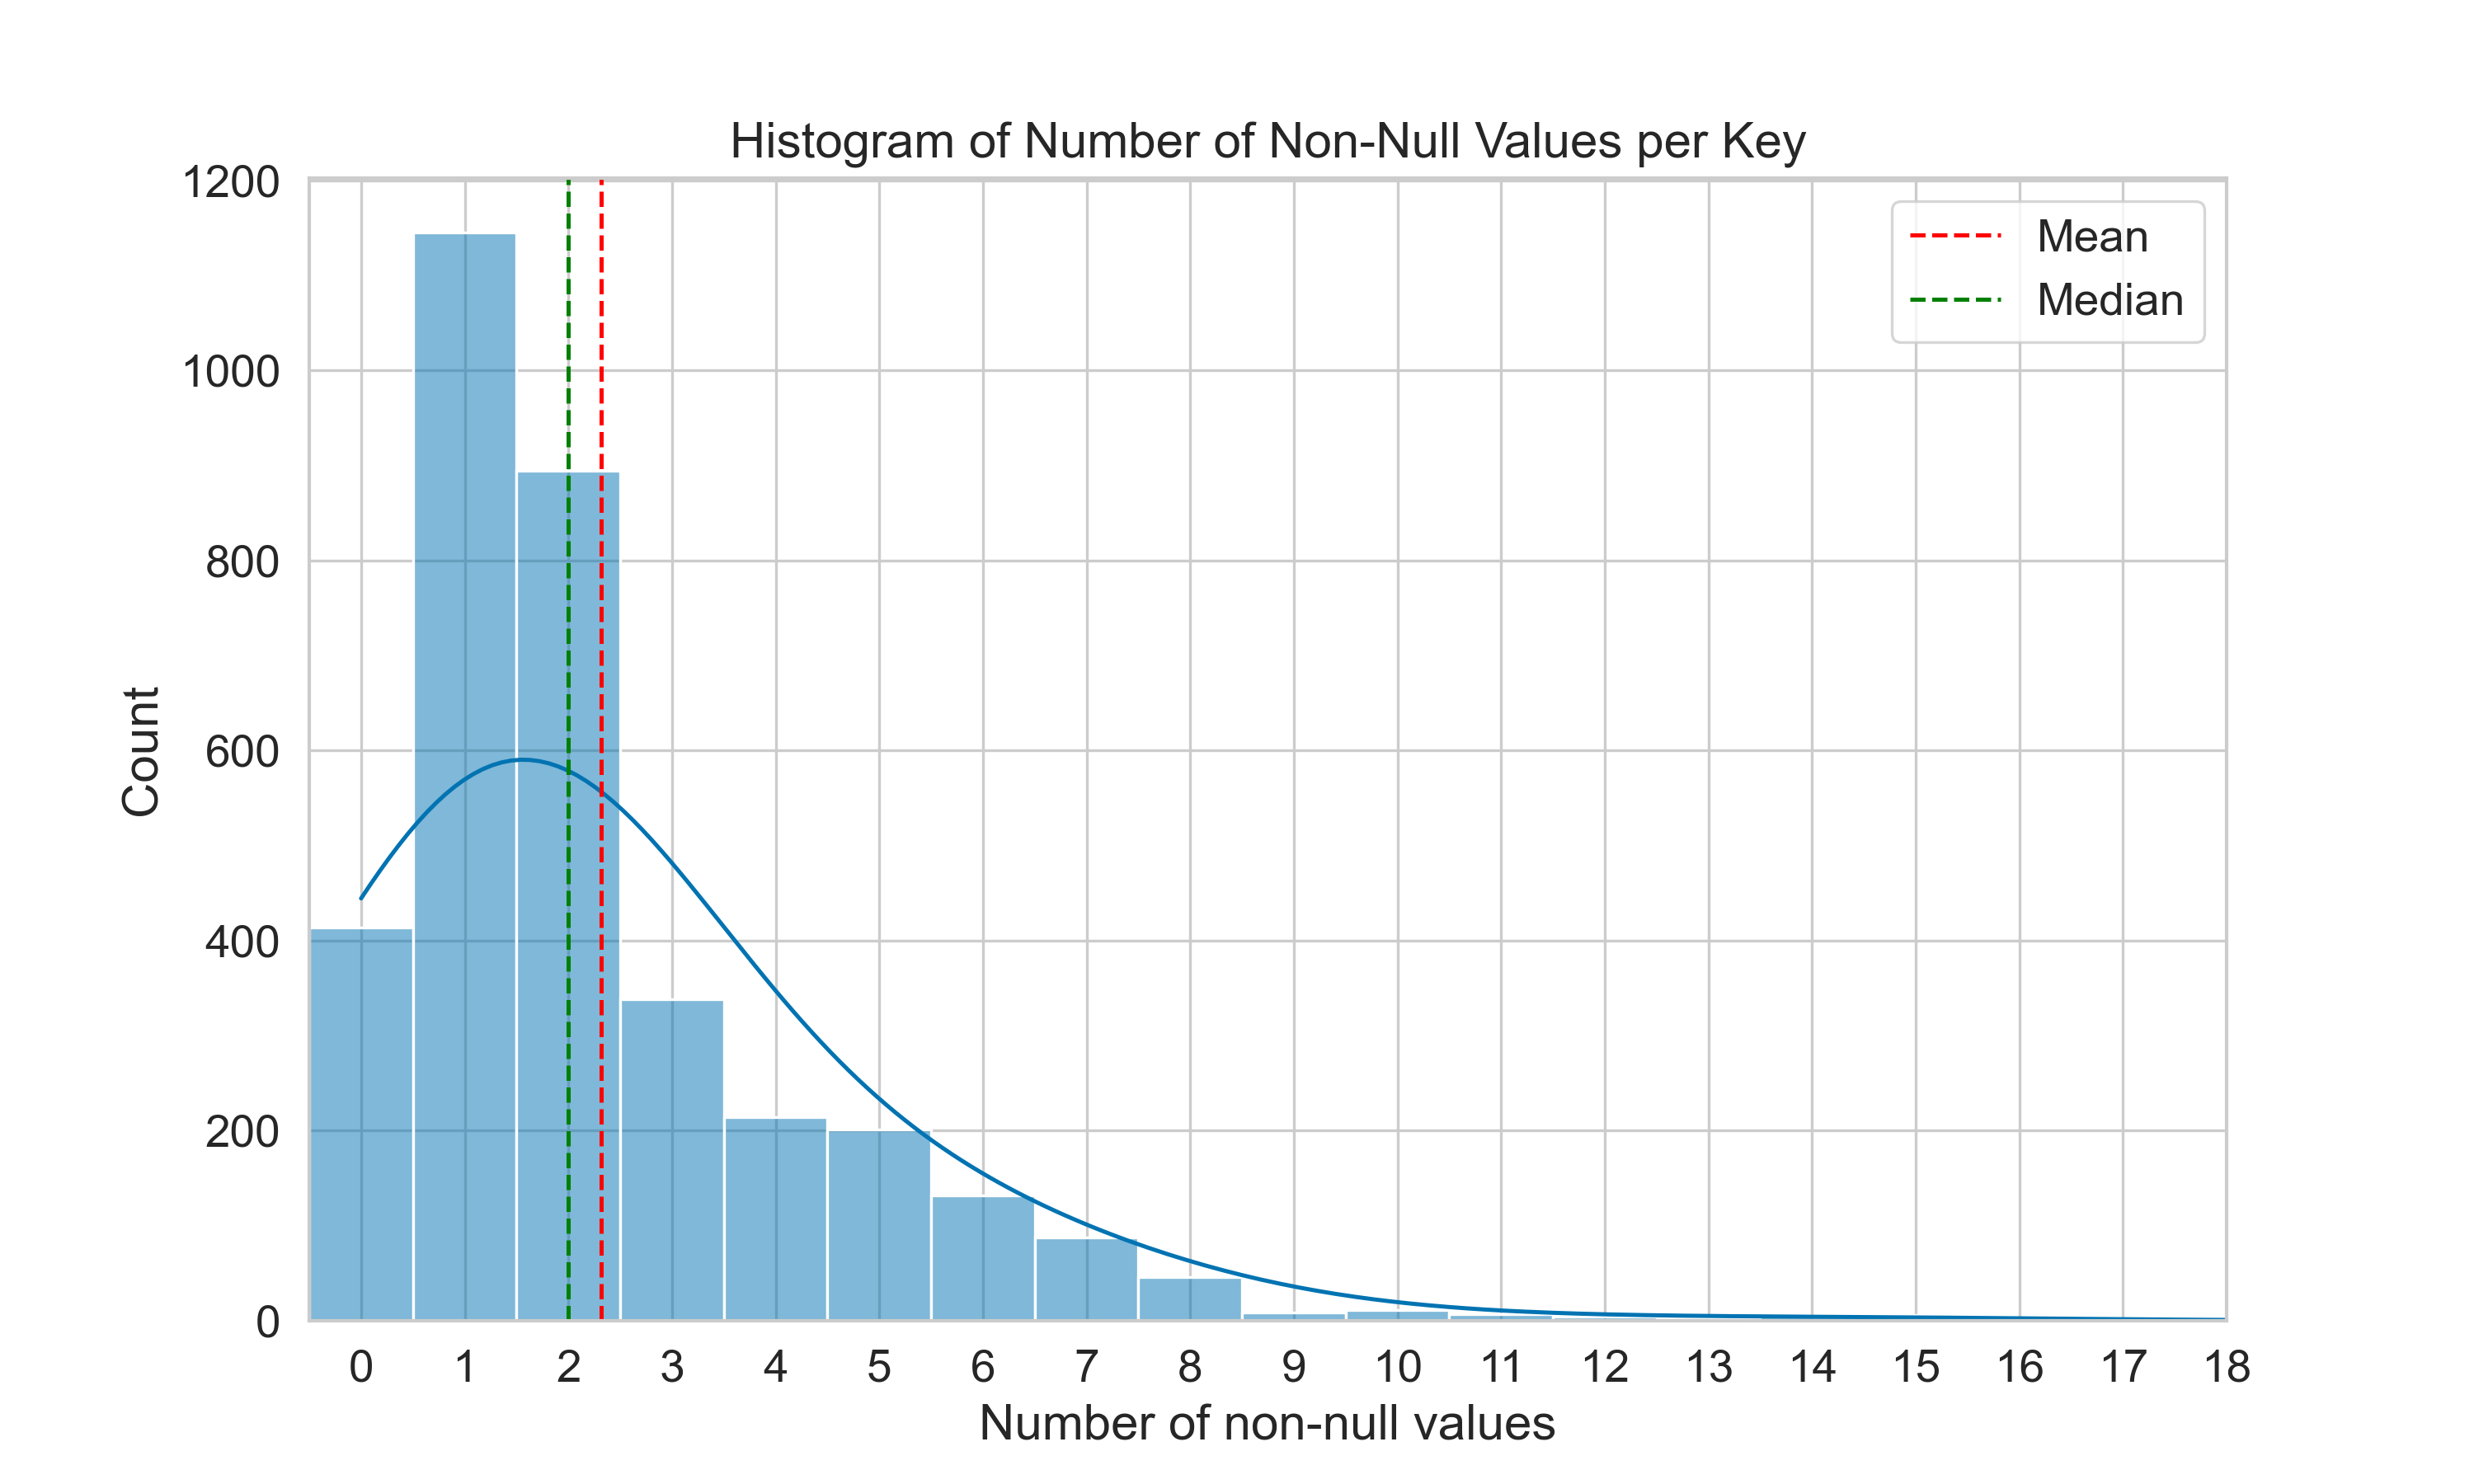 Histogram of Number of Non-Null Values per Key
1200
1000
800
600
400
200
0
Count
Mean
Median
0 1 2 3 4 5 6 7 8 9 10 11 12 13 14 15 16 17 18
Number of non-null values